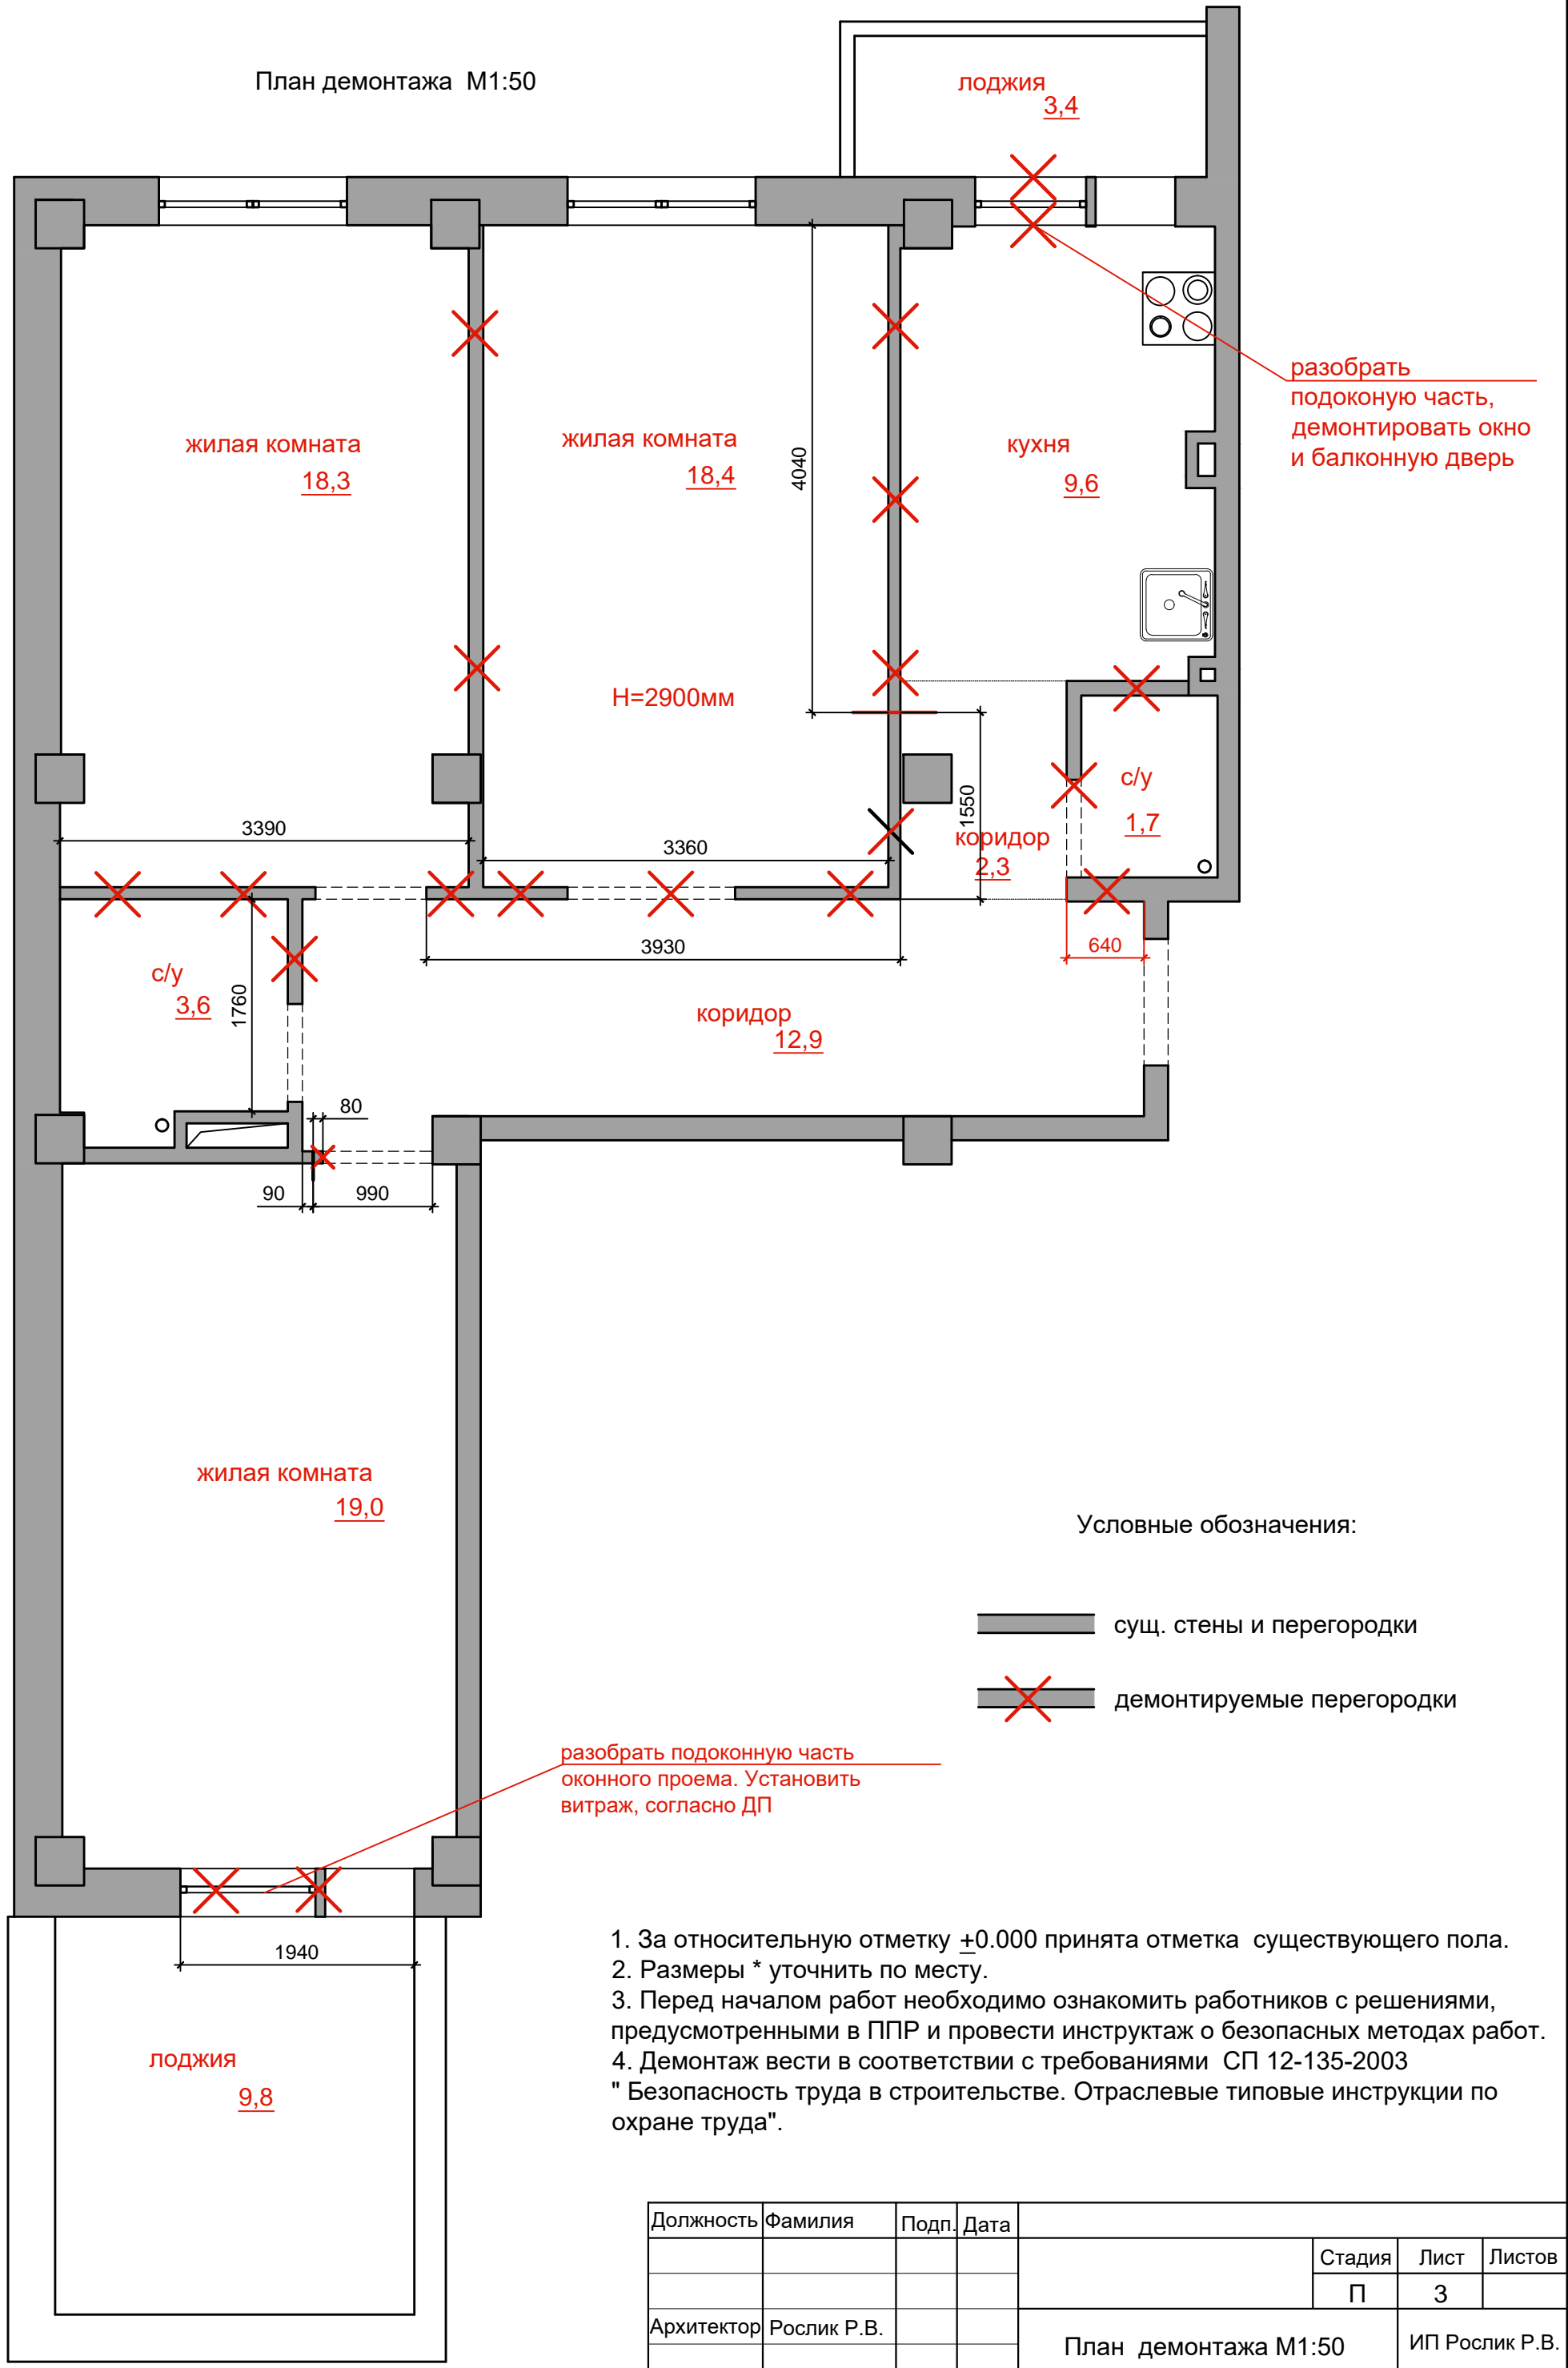 План демонтажа  М1:50
лоджия
3,4
разобрать
подоконую часть,
демонтировать окно
и балконную дверь
жилая комната
18,3
жилая комната
18,4
4040
кухня
9,6
Н=2900мм
с/у
1,7
1550
коридор
2,3
3390
3360
3930
640
с/у
3,6
1760
коридор
12,9
80
90
990
жилая комната
19,0
Условные обозначения:
сущ. стены и перегородки
демонтируемые перегородки
разобрать подоконную часть
оконного проема. Установить
витраж, согласно ДП
1940
лоджия
9,8
1. За относительную отметку ±0.000 принята отметка  существующего пола.
2. Размеры * уточнить по месту.
3. Перед началом работ необходимо ознакомить работников с решениями,
предусмотренными в ППР и провести инструктаж о безопасных методах работ.
4. Демонтаж вести в соответствии с требованиями  СП 12-135-2003
" Безопасность труда в строительстве. Отраслевые типовые инструкции по
охране труда".
Должность Фамилия Подп. Дата
Стадия Лист Листов
П 3
Архитектор Рослик Р.В.
План  демонтажа М1:50
ИП Рослик Р.В.